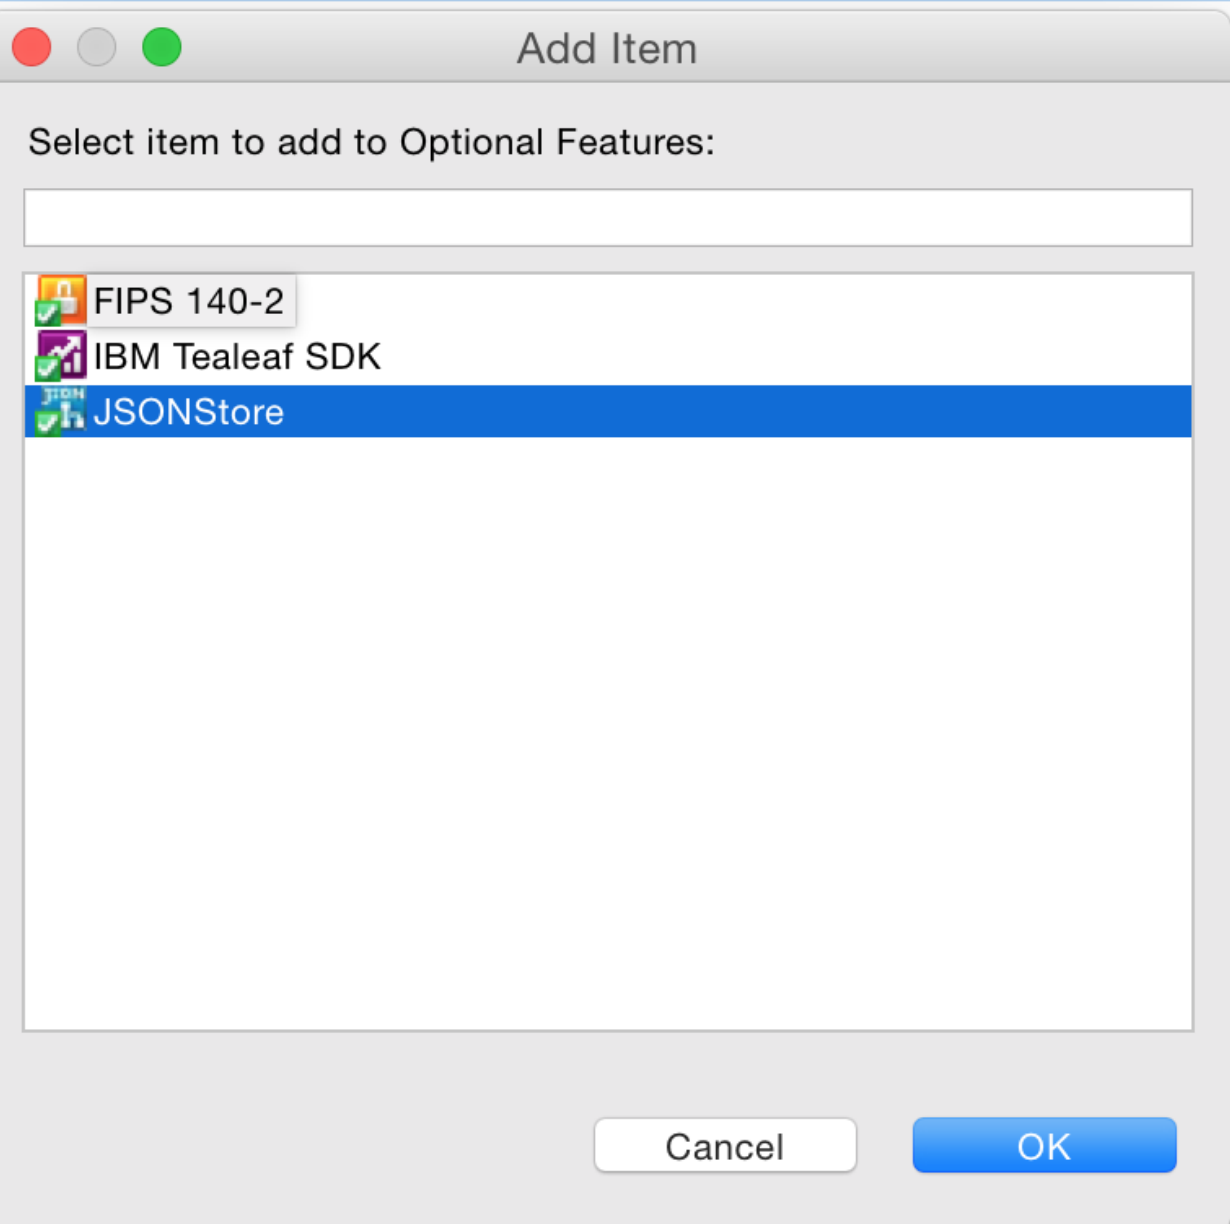 Add Item
Select item to add to Optional Features:
FIPS 140-2
IBM Tealeaf SDK
JSONStore
Cancel
OK